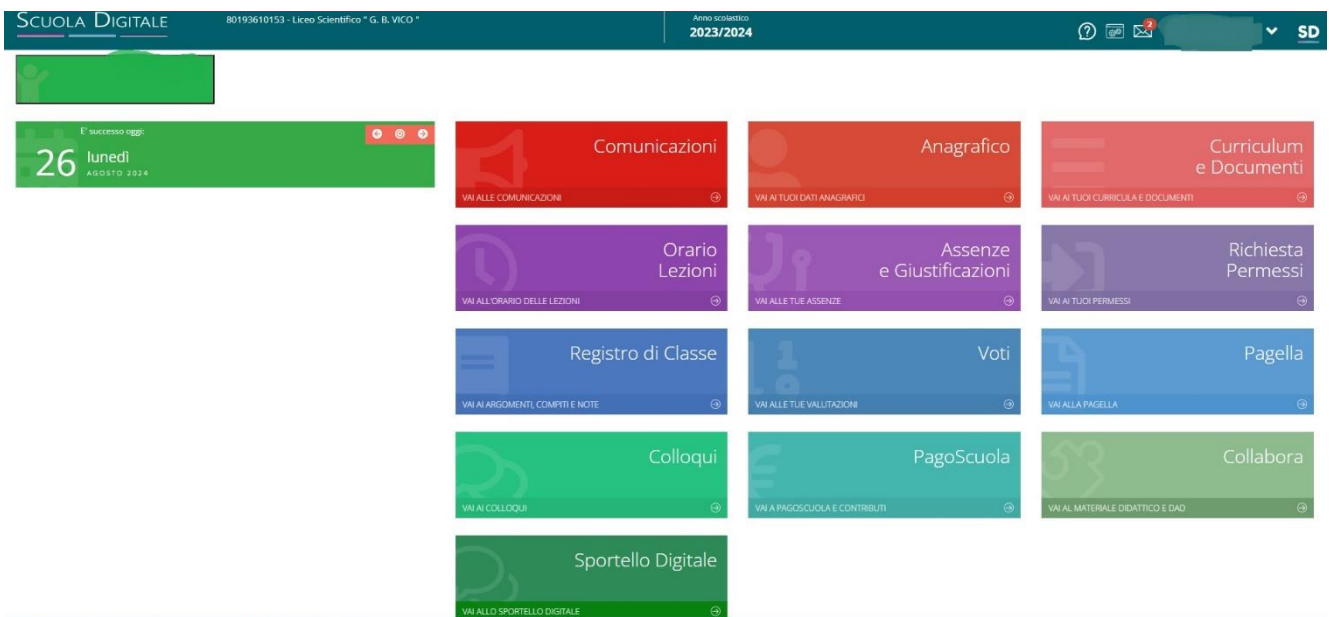 SCUOLA DIGITALE
80193610153 - Liceo Scientifico " G. B. VICO "
Anno scolastico
2023/2024
2
SD
E' successo oggi:
26 lunedì
AGOSTO 2024
Comunicazioni
VAI ALLE COMUNICAZIONI
Anagrafico
VAI AI TUOI DATI ANAGRAFICI
Curriculum
e Documenti
VAI AI TUOI CURRICULA E DOCUMENTI
Orario
Lezioni
VAI ALL'ORARIO DELLE LEZIONI
Assenze
e Giustificazioni
VAI ALLE TUE ASSENZE
Richiesta
Permessi
VAI AI TUOI PERMESSI
Registro di Classe
VAI AI ARGOMENTI, COMPITI E NOTE
Voti
VAI ALLE TUE VALUTAZIONI
Pagella
VAI ALLA PAGELLA
Colloqui
VAI AI COLLOQUI
PagoScuola
VAI A PAGOSCUOLA E CONTRIBUTI
Collabora
VAI AL MATERIALE DIDATTICO E DAD
Sportello Digitale
VAI ALLO SPORTELLO DIGITALE